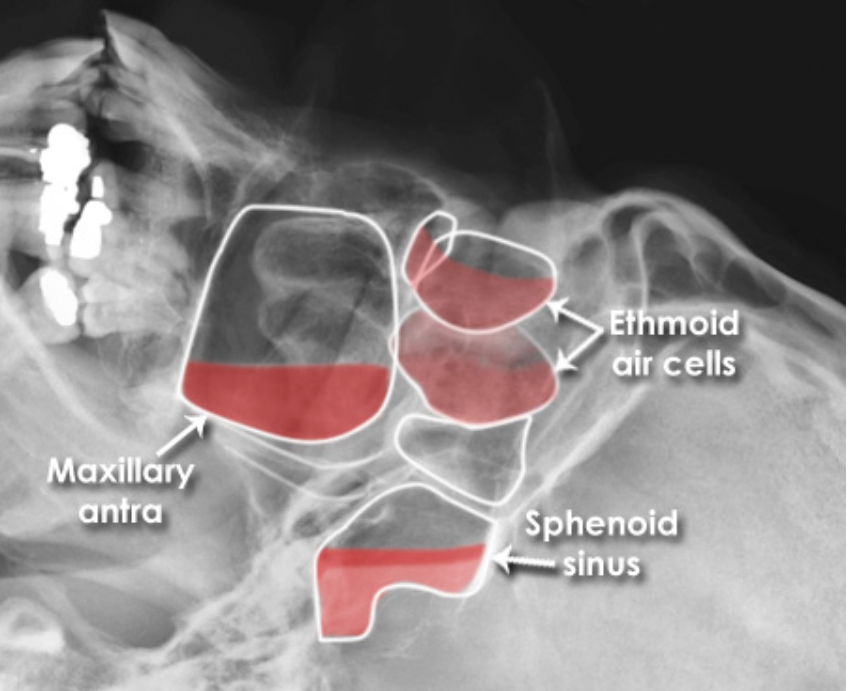 Ethmoid
air cells
Maxillary
antra
Sphenoid
sinus